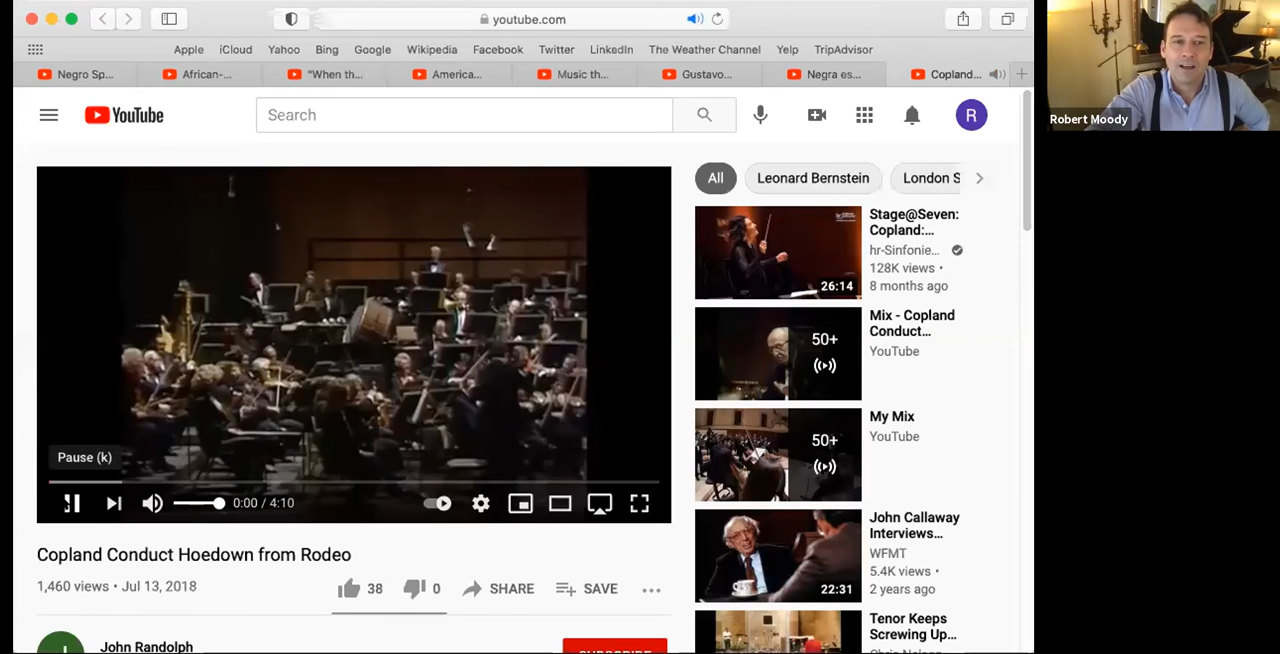 youtube.com
Apple iCloud Yahoo Bing Google Wikipedia Facebook Twitter LinkedIn The Weather Channel Yelp TripAdvisor
Negro Sp... African-... "When th... America... Music th... Gustavo... Negra es... Copland...
YouTube
Search
R
Robert Moody
All Leonard Bernstein London S
Stage@Seven:
Copland:...
hr-Sinfonie...
128K views •
8 months ago
26:14
Mix - Copland
Conduct...
YouTube
50+
My Mix
YouTube
50+
John Callaway
Interviews...
WFMT
5.4K views •
2 years ago
22:31
Tenor Keeps
Screwing Up...
Pause (k)
0:00 / 4:10
Copland Conduct Hoedown from Rodeo
1,460 views • Jul 13, 2018
38 0 SHARE SAVE
John Randolph
SUBSCRIBE